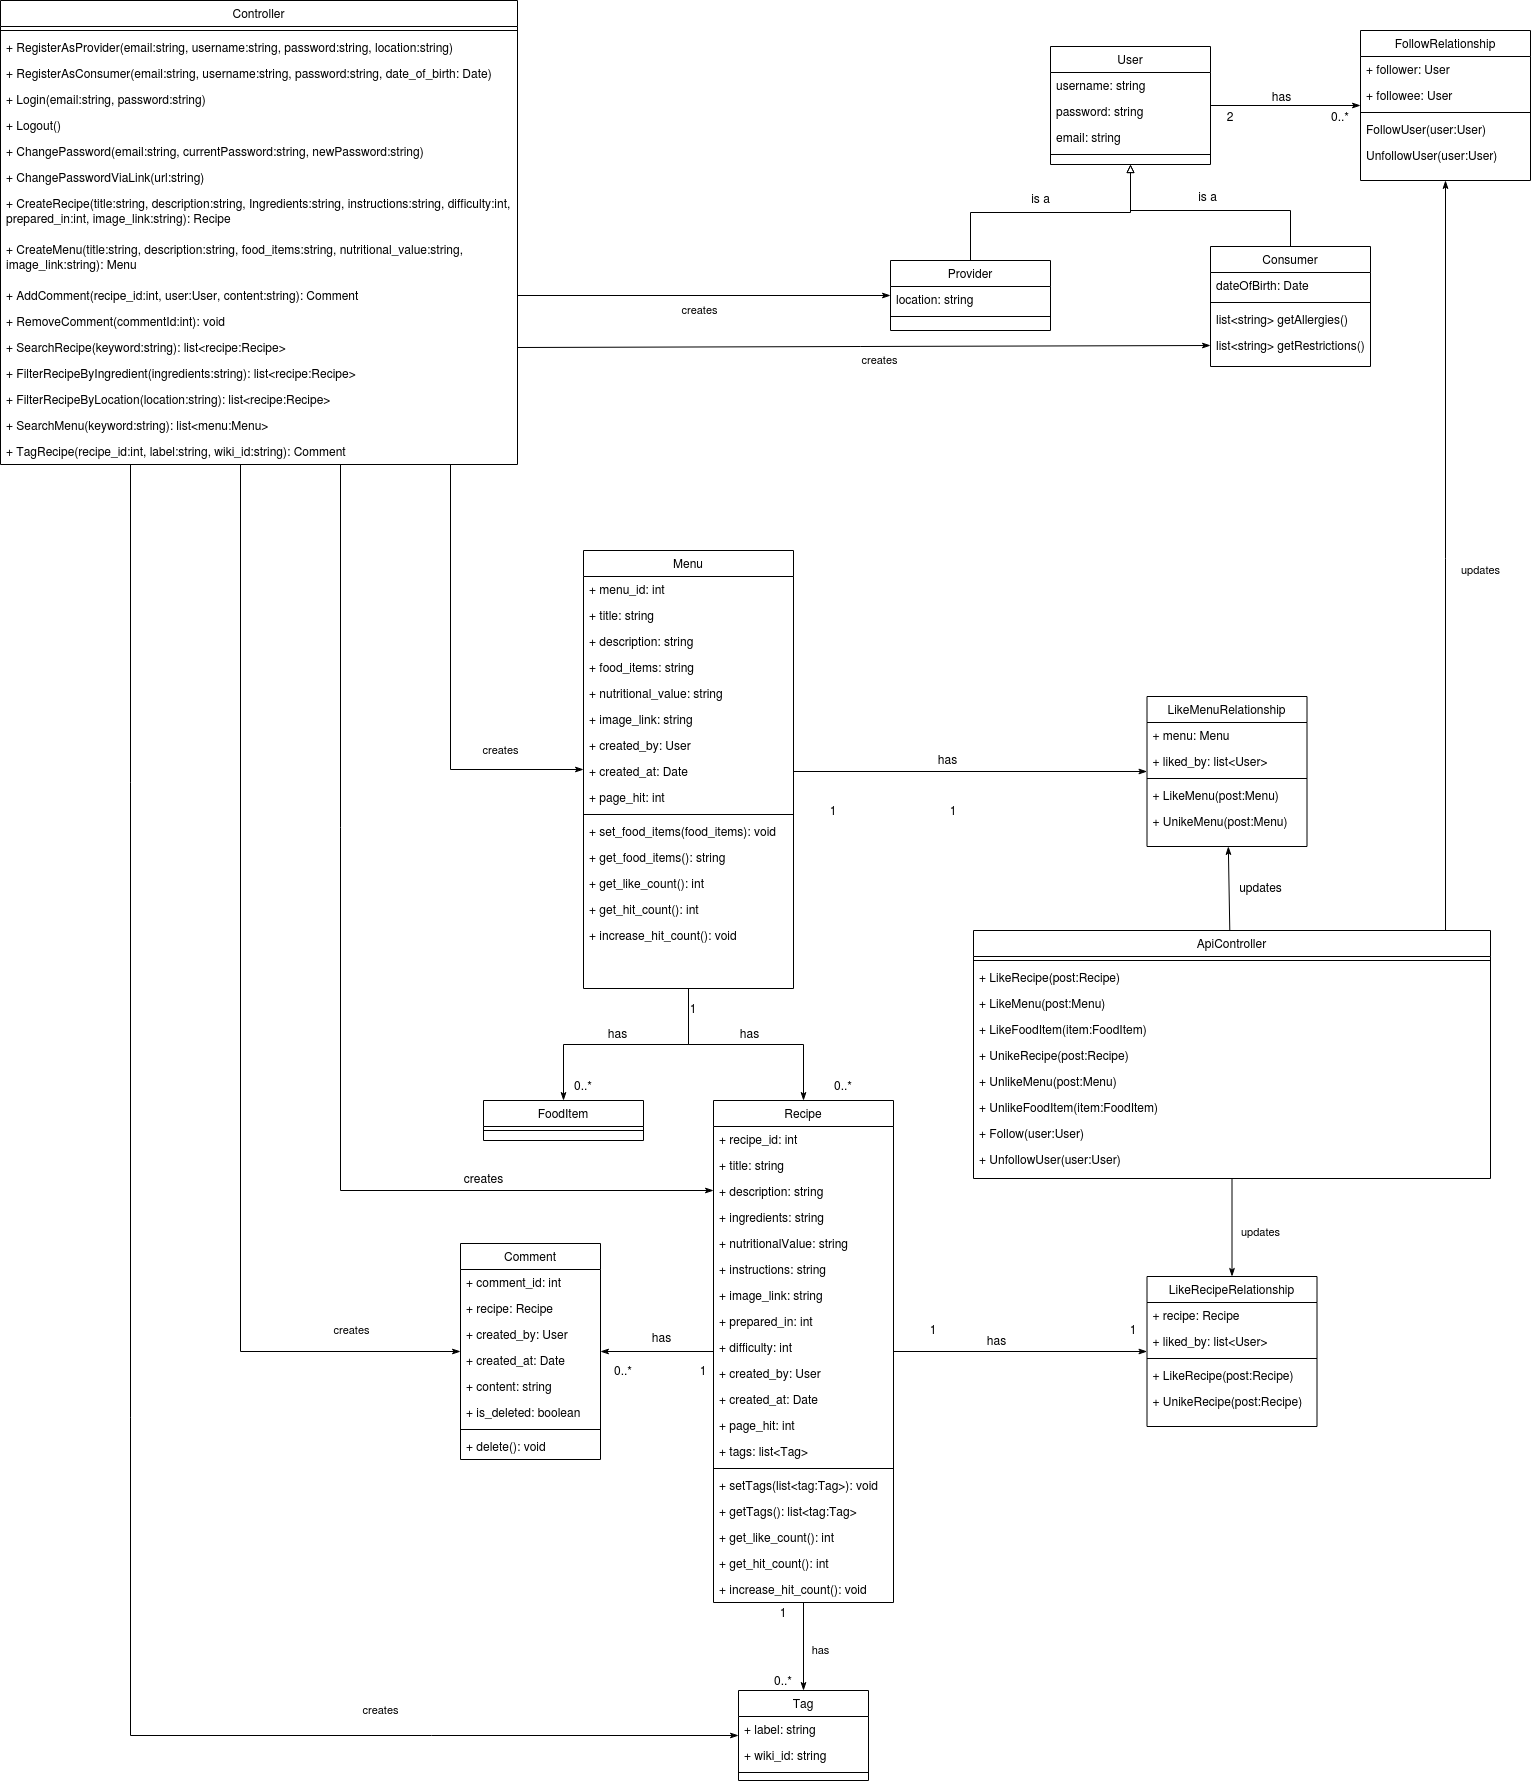 Controller
+ RegisterAsProvider(email:string, username:string, password:string, location:string)
+ RegisterAsConsumer(email:string, username:string, password:string, date_of_birth: Date)
+ Login(email:string, password:string)
+ Logout()
+ ChangePassword(email:string, currentPassword:string, newPassword:string)
+ ChangePasswordViaLink(url:string)
+ CreateRecipe(title:string, description:string, Ingredients:string, instructions:string, difficulty:int,
prepared_in:int, image_link:string): Recipe
+ CreateMenu(title:string, description:string, food_items:string, nutritional_value:string,
image_link:string): Menu
+ AddComment(recipe_id:int, user:User, content:string): Comment
+ RemoveComment(commentId:int): void
+ SearchRecipe(keyword:string): list<recipe:Recipe>
+ FilterRecipeByIngredient(ingredients:string): list<recipe:Recipe>
+ FilterRecipeByLocation(location:string): list<recipe:Recipe>
+ SearchMenu(keyword:string): list<menu:Menu>
+ TagRecipe(recipe_id:int, label:string, wiki_id:string): Comment
User
username: string
password: string
email: string
has
2
0..*
FollowRelationship
+ follower: User
+ followee: User
FollowUser(user:User)
UnfollowUser(user:User)
is a
is a
Provider
location: string
Consumer
dateOfBirth: Date
list<string> getAllergies()
list<string> getRestrictions()
creates
creates
updates
Menu
+ menu_id: int
+ title: string
+ description: string
+ food_items: string
+ nutritional_value: string
+ image_link: string
+ created_by: User
+ created_at: Date
+ page_hit: int
+ set_food_items(food_items): void
+ get_food_items(): string
+ get_like_count(): int
+ get_hit_count(): int
+ increase_hit_count(): void
creates
has
1
1
LikeMenuRelationship
+ menu: Menu
+ liked_by: list<User>
+ LikeMenu(post:Menu)
+ UnikeMenu(post:Menu)
updates
ApiController
+ LikeRecipe(post:Recipe)
+ LikeMenu(post:Menu)
+ LikeFoodItem(item:FoodItem)
+ UnikeRecipe(post:Recipe)
+ UnlikeMenu(post:Menu)
+ UnlikeFoodItem(item:FoodItem)
+ Follow(user:User)
+ UnfollowUser(user:User)
1
has
has
0..*
0..*
FoodItem
Recipe
+ recipe_id: int
+ title: string
+ description: string
+ ingredients: string
+ nutritionalValue: string
+ instructions: string
+ image_link: string
+ prepared_in: int
+ difficulty: int
+ created_by: User
+ created_at: Date
+ page_hit: int
+ tags: list<Tag>
+ setTags(list<tag:Tag>): void
+ getTags(): list<tag:Tag>
+ get_like_count(): int
+ get_hit_count(): int
+ increase_hit_count(): void
creates
Comment
+ comment_id: int
+ recipe: Recipe
+ created_by: User
+ created_at: Date
+ content: string
+ is_deleted: boolean
+ delete(): void
creates
has
0..*
1
updates
1
1
has
LikeRecipeRelationship
+ recipe: Recipe
+ liked_by: list<User>
+ LikeRecipe(post:Recipe)
+ UnikeRecipe(post:Recipe)
1
has
0..*
creates
Tag
+ label: string
+ wiki_id: string